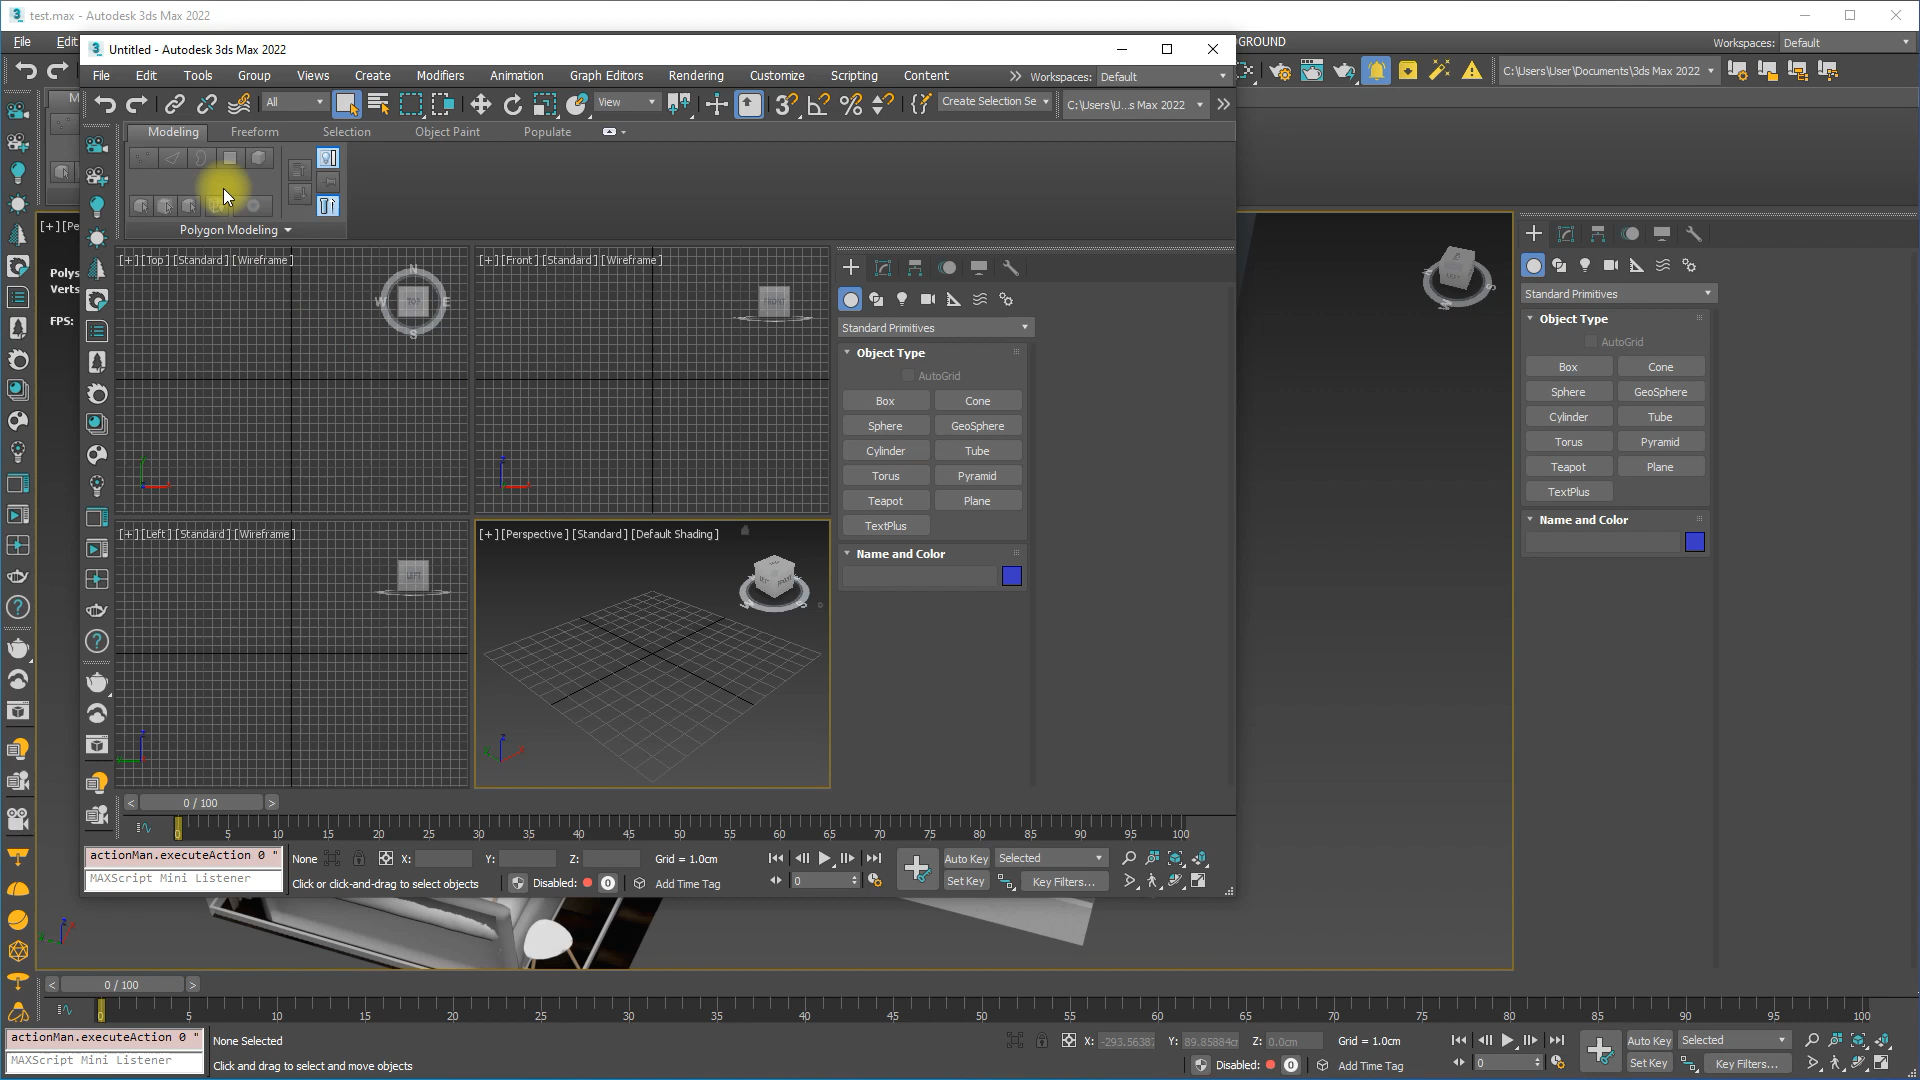 test.max - Autodesk 3ds Max 2022
File
Edit
GROUND
Workspaces: Default
C:\Users\User\Documents\3ds Max 2022
Untitled - Autodesk 3ds Max 2022
File Edit Tools Group Views Create Modifiers Animation Graph Editors Rendering Customize Scripting Content
Workspaces: Default
All
View
Create Selection Se
C:\Users\U...s Max 2022
M
Modeling Freeform Selection Object Paint Populate
Polygon Modeling
[+][Pe
Polys
Verts
FPS:
[+][Top][Standard][Wireframe]
N
W TOP E
S
[+][Front][Standard][Wireframe]
FRONT
[+][Left][Standard][Wireframe]
LEFT
[+][Perspective][Standard][Default Shading]
Standard Primitives
Object Type
AutoGrid
Box Cone
Sphere GeoSphere
Cylinder Tube
Torus Pyramid
Teapot Plane
TextPlus
Name and Color
Standard Primitives
Object Type
AutoGrid
Box Cone
Sphere GeoSphere
Cylinder Tube
Torus Pyramid
Teapot Plane
TextPlus
Name and Color
< 0 / 100 >
0 5 10 15 20 25 30 35 40 45 50 55 60 65 70 75 80 85 90 95 100
actionMan.executeAction 0 "
MAXScript Mini Listener
None
X: Y: Z:
Grid = 1.0cm
Click or click-and-drag to select objects
Disabled: 0
Add Time Tag
0
Auto Key Selected
Set Key Key Filters...
< 0 / 100 >
0 5 10 15 20 25 30 35 40 45 50 55 60 65 70 75 80 85 90 95 100
actionMan.executeAction 0 "
MAXScript Mini Listener
None Selected
Click and drag to select and move objects
X: -293.5638 Y: 89.85884c Z: 0.0cm
Grid = 1.0cm
Disabled: 0
Add Time Tag
0
Auto Key Selected
Set Key Key Filters...